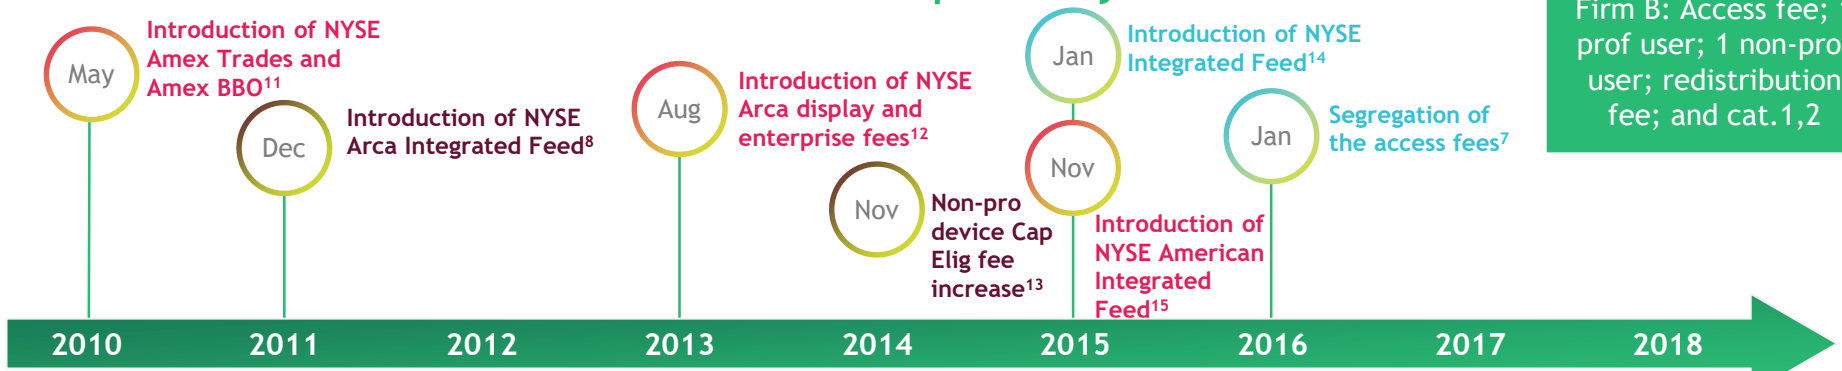 May
Introduction of NYSE
Amex Trades and
Amex BBO¹¹
Dec
Introduction of NYSE
Arca Integrated Feed⁸
Aug
Introduction of NYSE
Arca display and
enterprise fees¹²
Nov
Non-pro
device Cap
Elig fee
increase¹³
Jan
Introduction of NYSE
Integrated Feed¹⁴
Nov
Introduction of
NYSE American
Integrated
Feed¹⁵
Jan
Segregation of
the access fees⁷
Firm B: Access fee;
prof user; 1 non-pro
user; redistribution
fee; and cat.1,2
2010 2011 2012 2013 2014 2015 2016 2017 2018